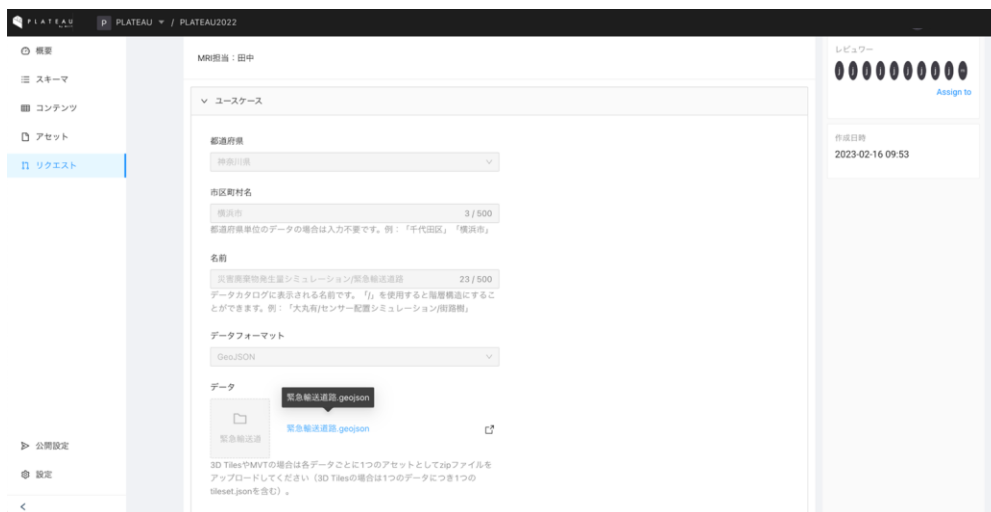 PLATEAU
P PLATEAU / PLATEAU2022
概要
スキーマ
コンテンツ
アセット
リクエスト
公開設定
設定
MRI担当：田中
ユースケース
都道府県
神奈川県
市区町村名
横浜市
3 / 500
都道府県単位のデータの場合は入力不要です。例：「千代田区」「横浜市」
名前
災害廃棄物発生量シミュレーション/緊急輸送道路
23 / 500
データカタログに表示される名前です。「/」を使用すると階層構造にするこ
とができます。例：「大丸有/センサー配置シミュレーション/街路樹」
データフォーマット
GeoJSON
データ
緊急輸送道路.geojson
緊急輸送道
緊急輸送道路.geojson
3D TilesやMVTの場合は各データごとに1つのアセットとしてzipファイルを
アップロードしてください（3D Tilesの場合は1つのデータにつき1つの
tileset.jsonを含む）。
レビュワー
Assign to
作成日時
2023-02-16 09:53